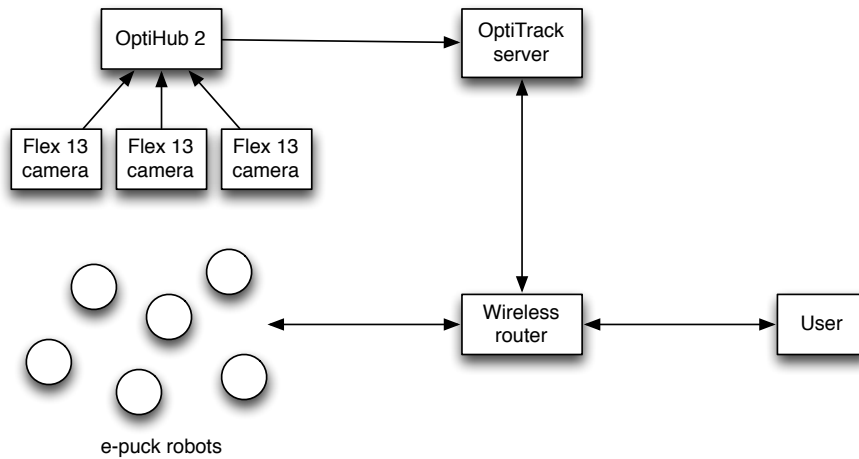 OptiHub 2
OptiTrack
server
Flex 13
camera
Flex 13
camera
Flex 13
camera
Wireless
router
User
e-puck robots